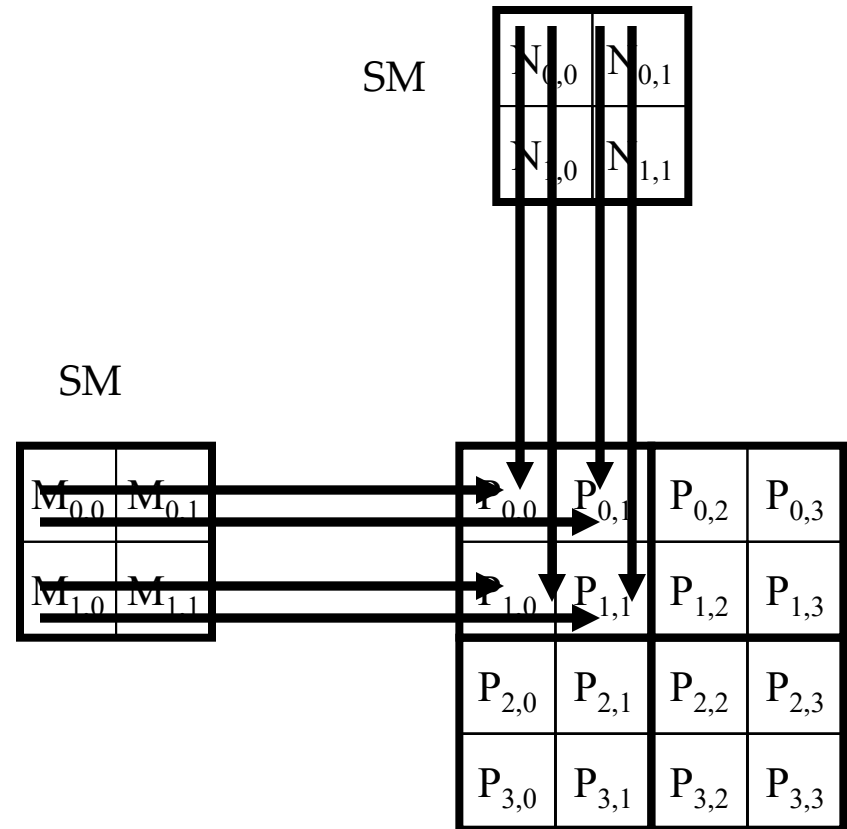 SM
N0,0 N0,1
N1,0 N1,1
SM
M0,0 M0,1 P0,0 P0,1 P0,2 P0,3
M1,0 M1,1 P1,0 P1,1 P1,2 P1,3
P2,0 P2,1 P2,2 P2,3
P3,0 P3,1 P3,2 P3,3